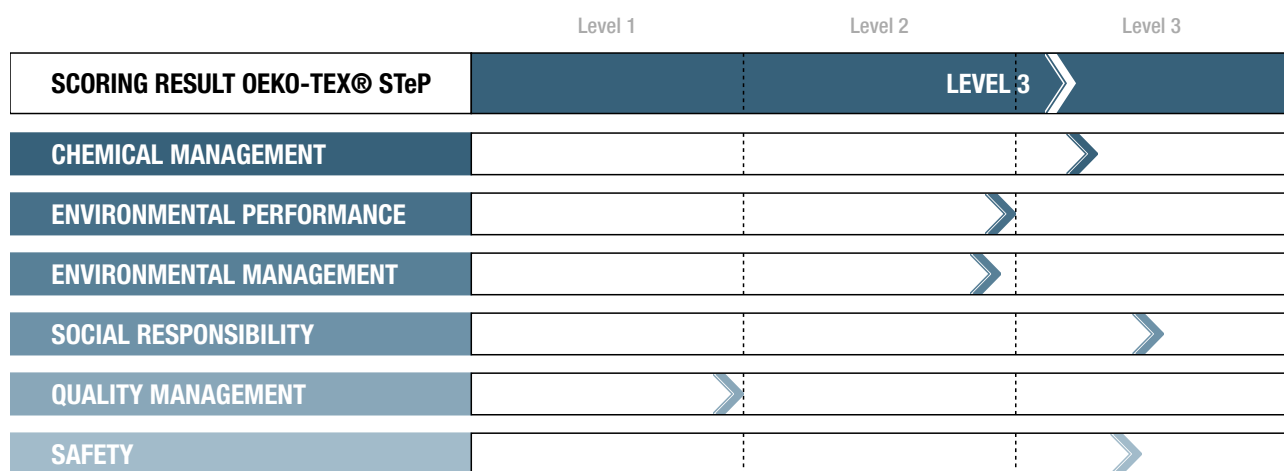 Level 1 Level 2 Level 3
SCORING RESULT OEKO-TEX® STeP LEVEL 3
CHEMICAL MANAGEMENT
ENVIRONMENTAL PERFORMANCE
ENVIRONMENTAL MANAGEMENT
SOCIAL RESPONSIBILITY
QUALITY MANAGEMENT
SAFETY